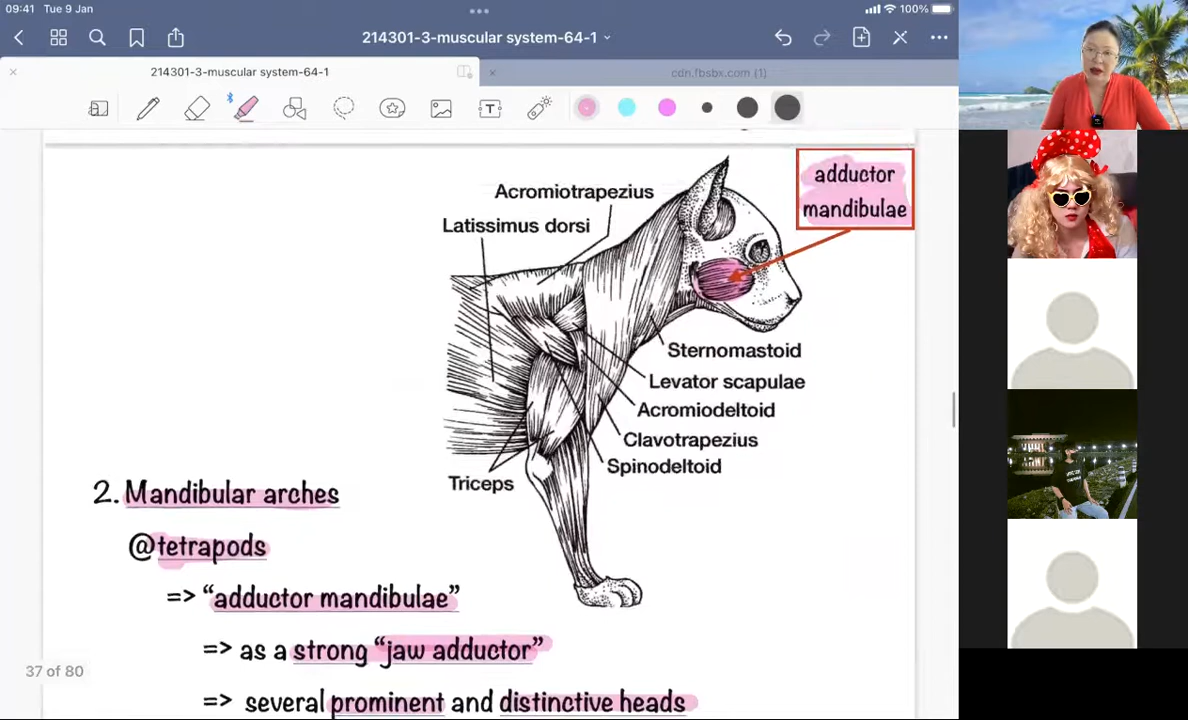 09:41 Tue 9 Jan
100%
214301-3-muscular system-64-1
214301-3-muscular system-64-1
cdn.fbsbx.com (1)
adductor
mandibulae
Acromiotrapezius
Latissimus dorsi
Sternomastoid
Levator scapulae
Acromiodeltoid
Clavotrapezius
Spinodeltoid
Triceps
2. Mandibular arches
@tetrapods
=> “adductor mandibulae”
=> as a strong “jaw adductor”
37 of 80
=> several prominent and distinctive heads